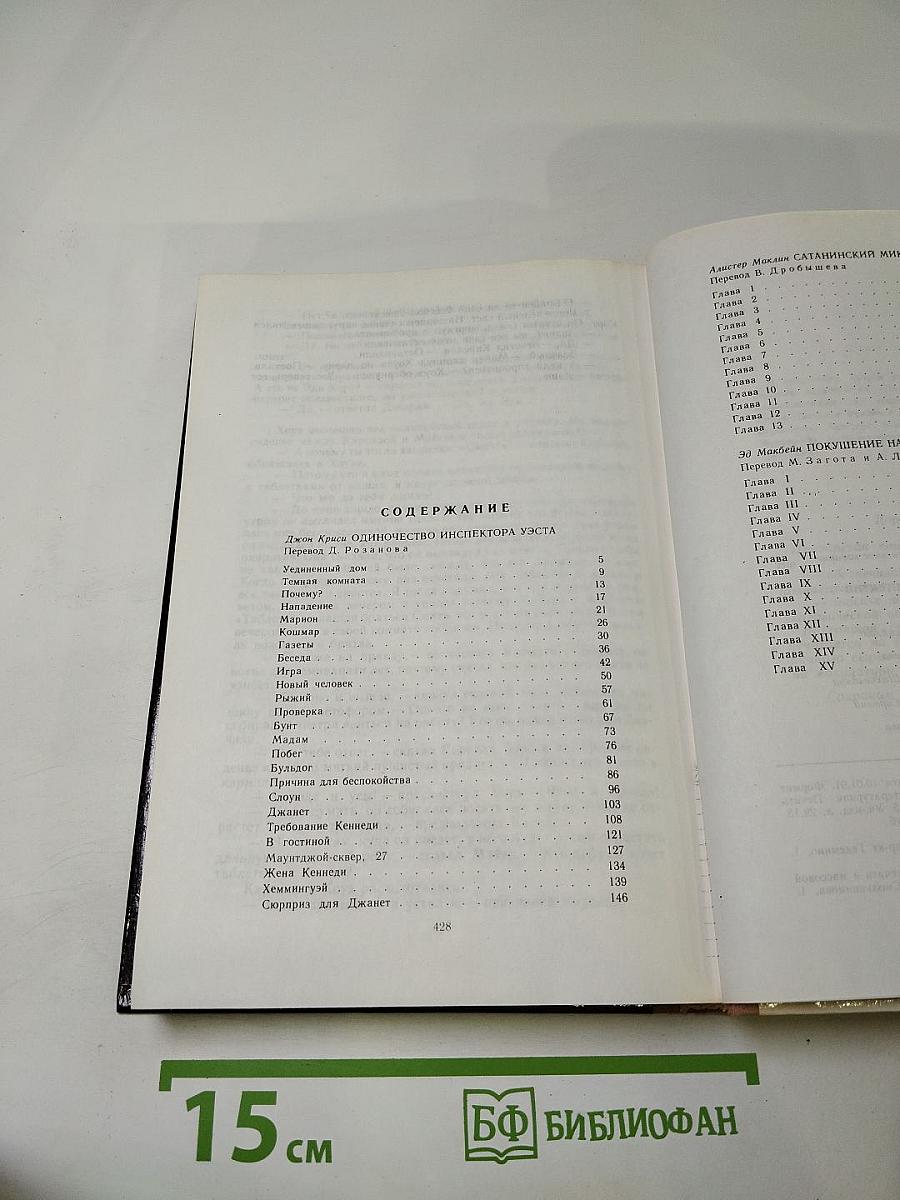 СОДЕРЖАНИЕ
Джон Криси ОДИНОЧЕСТВО ИНСПЕКТОРА УЭСТА
Перевод Д. Розанова
Уединенный дом 5
Темная комната 9
Почему? 13
Нападение 17
Марион 21
Кошмар 26
Газеты 30
Беседа 36
Игра 42
Новый человек 50
Рыжий 57
Проверка 61
Бунт 67
Мадам 73
Побег 76
Бульдог 81
Причина для беспокойства 86
Слоун 96
Джанет 103
Требование Кеннеди 108
В гостиной 121
Маунтджой-сквер, 27 127
Жена Кеннеди 134
Хеммингуэй 139
Сюрприз для Джанет 146
428
Алистер Маклин САТАНИНСКИЙ
Перевод В. Дробышева
Глава 1
Глава 2
Глава 3
Глава 4
Глава 5
Глава 6
Глава 7
Глава 8
Глава 9
Глава 10
Глава 11
Глава 12
Глава 13
Эд Макбейн ПОКУШЕНИЕ НА
Перевод М. Загота и А. Л
Глава I
Глава II
Глава III
Глава IV
Глава V
Глава VI
Глава VII
Глава VIII
Глава IX
Глава X
Глава XI
Глава XII
Глава XIII
Глава XIV
Глава XV
15 см
БФ БИБЛИОФАН